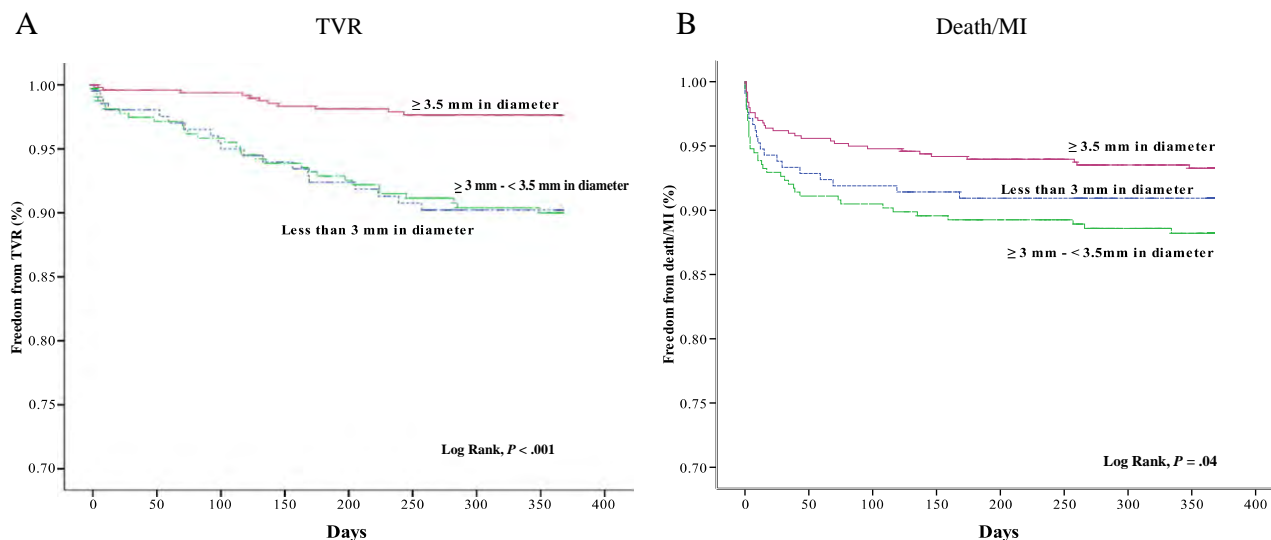 A
TVR
Freedom from TVR (%)
1.00
0.95
0.90
0.85
0.80
0.75
0.70
≥ 3.5 mm in diameter
≥ 3 mm - < 3.5 mm in diameter
Less than 3 mm in diameter
Log Rank, P < .001
0 50 100 150 200 250 300 350 400
Days
B
Death/MI
Freedom from death/MI (%)
1.00
0.95
0.90
0.85
0.80
0.75
0.70
≥ 3.5 mm in diameter
Less than 3 mm in diameter
≥ 3 mm - < 3.5mm in diameter
Log Rank, P = .04
0 50 100 150 200 250 300 350 400
Days